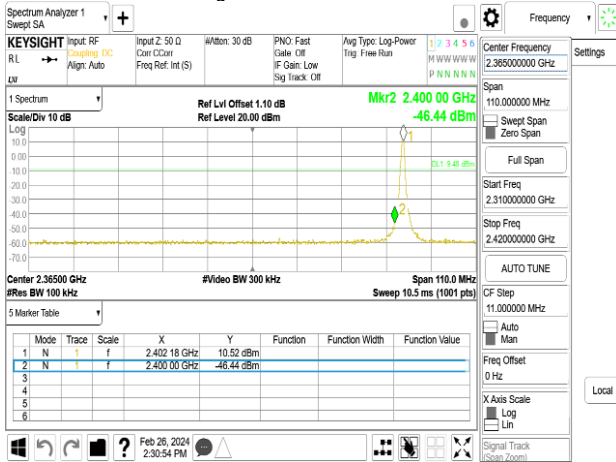 Spectrum Analyzer 1
Swept SA
+
Frequency
Settings
KEYSIGHT
RL
Input: RF
Coupling: DC
Align: Auto
Input Z: 50 Ω
Corr CCorr
Freq Ref: Int (S)
#Atten: 30 dB
PNO: Fast
Gate: Off
IF Gain: Low
Sig Track: Off
Avg Type: Log-Power
Trig: Free Run
1 2 3 4 5 6
M W W W W W
P N N N N N
LXI
1 Spectrum
Scale/Div 10 dB
Ref Lvl Offset 1.10 dB
Ref Level 20.00 dBm
Mkr2 2.400 00 GHz
-46.44 dBm
Log
10.0
0.00
-10.0
-20.0
-30.0
-40.0
-50.0
-60.0
-70.0
1
2
Center 2.36500 GHz
#Res BW 100 kHz
#Video BW 300 kHz
Span 110.0 MHz
Sweep 10.5 ms (1001 pts)
5 Marker Table
Mode Trace Scale X Y Function Function Width Function Value
1 N 1 f 2.402 18 GHz 10.52 dBm
2 N 1 f 2.400 00 GHz -46.44 dBm
3
4
5
6
Feb 26, 2024
2:30:54 PM
?
Center Frequency
2.365000000 GHz
Span
110.000000 MHz
Swept Span
Zero Span
Full Span
Start Freq
2.310000000 GHz
Stop Freq
2.420000000 GHz
AUTO TUNE
CF Step
11.000000 MHz
Auto
Man
Freq Offset
0 Hz
X Axis Scale
Log
Lin
Signal Track
(Span Zoom)
Local